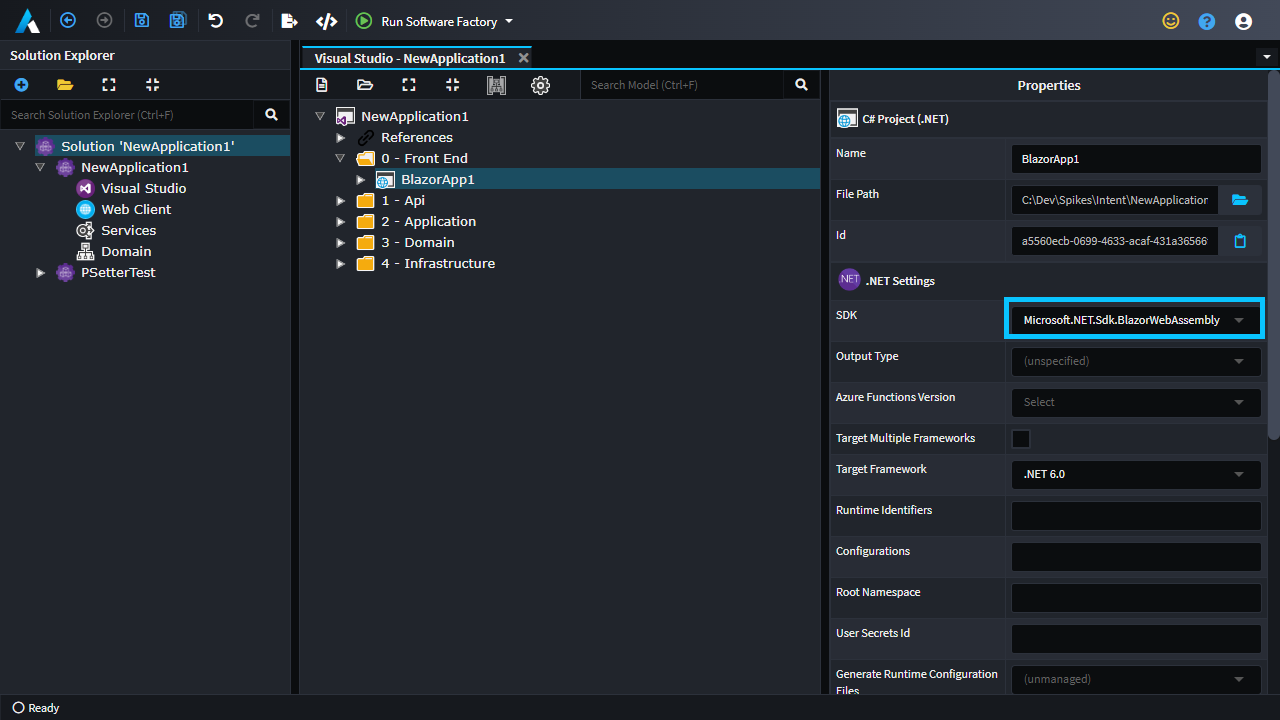 Run Software Factory
Solution Explorer
Search Solution Explorer (Ctrl+F)
Solution 'NewApplication1'
NewApplication1
Visual Studio
Web Client
Services
Domain
PSetterTest
Visual Studio - NewApplication1
Search Model (Ctrl+F)
NewApplication1
References
0 - Front End
BlazorApp1
1 - Api
2 - Application
3 - Domain
4 - Infrastructure
Properties
C# Project (.NET)
Name BlazorApp1
File Path C:\Dev\Spikes\Intent\NewApplication
Id a5560ecb-0699-4633-acaf-431a36566
NET .NET Settings
SDK Microsoft.NET.Sdk.BlazorWebAssembly
Output Type (unspecified)
Azure Functions Version Select
Target Multiple Frameworks
Target Framework .NET 6.0
Runtime Identifiers
Configurations
Root Namespace
User Secrets Id
Generate Runtime Configuration (unmanaged)
Files
Ready